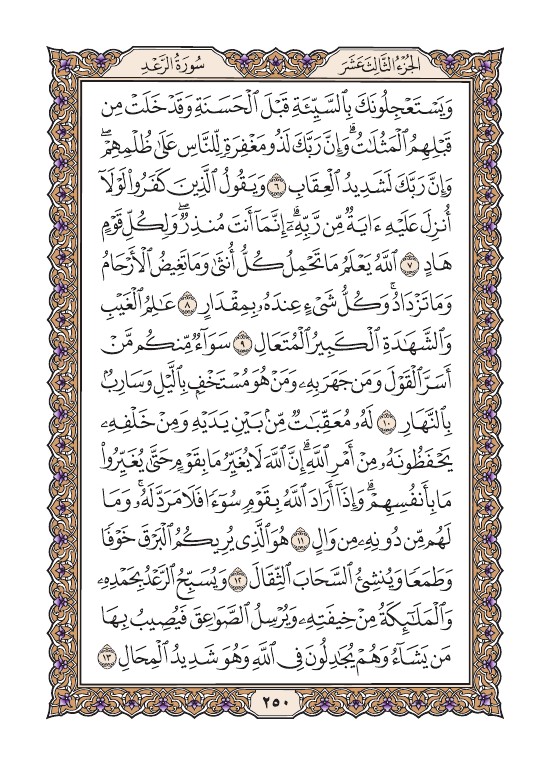 الجُزْءُ الثَّالِثَ عَشَرَ
سُورَةُ الرَّعْدِ
وَيَسْتَعْجِلُونَكَ بِالسَّيِّئَةِ قَبْلَ الْحَسَنَةِ وَقَدْ خَلَتْ مِن
قَبْلِهِمُ الْمَثُلَاتُ ۗ وَإِنَّ رَبَّكَ لَذُو مَغْفِرَةٍ لِّلنَّاسِ عَلَىٰ ظُلْمِهِمْ ۖ
وَإِنَّ رَبَّكَ لَشَدِيدُ الْعِقَابِ ٦ وَيَقُولُ الَّذِينَ كَفَرُوا لَوْلَا
أُنزِلَ عَلَيْهِ ءَايَةٌ مِّن رَّبِّهِ ۗ إِنَّمَا أَنتَ مُنذِرٌ ۖ وَلِكُلِّ قَوْمٍ
هَادٍ ٧ اللَّهُ يَعْلَمُ مَا تَحْمِلُ كُلُّ أُنثَىٰ وَمَا تَغِيضُ الْأَرْحَامُ
وَمَا تَزْدَادُ ۖ وَكُلُّ شَيْءٍ عِندَهُ بِمِقْدَارٍ ٨ عَالِمُ الْغَيْبِ
وَالشَّهَادَةِ الْكَبِيرُ الْمُتَعَالِ ٩ سَوَاءٌ مِّنكُم مَّنْ
أَسَرَّ الْقَوْلَ وَمَن جَهَرَ بِهِ وَمَنْ هُوَ مُسْتَخْفٍ بِاللَّيْلِ وَسَارِبٌ
بِالنَّهَارِ ١٠ لَهُ مُعَقِّبَاتٌ مِّن بَيْنِ يَدَيْهِ وَمِنْ خَلْفِهِ
يَحْفَظُونَهُ مِنْ أَمْرِ اللَّهِ ۗ إِنَّ اللَّهَ لَا يُغَيِّرُ مَا بِقَوْمٍ حَتَّىٰ يُغَيِّرُوا
مَا بِأَنفُسِهِمْ ۗ وَإِذَا أَرَادَ اللَّهُ بِقَوْمٍ سُوءًا فَلَا مَرَدَّ لَهُ ۚ وَمَا
لَهُم مِّن دُونِهِ مِن وَالٍ ١١ هُوَ الَّذِي يُرِيكُمُ الْبَرْقَ خَوْفًا
وَطَمَعًا وَيُنشِئُ السَّحَابَ الثِّقَالَ ١٢ وَيُسَبِّحُ الرَّعْدُ بِحَمْدِهِ
وَالْمَلَائِكَةُ مِنْ خِيفَتِهِ وَيُرْسِلُ الصَّوَاعِقَ فَيُصِيبُ بِهَا
مَن يَشَاءُ وَهُمْ يُجَادِلُونَ فِي اللَّهِ وَهُوَ شَدِيدُ الْمِحَالِ ١٣
٢٥٠